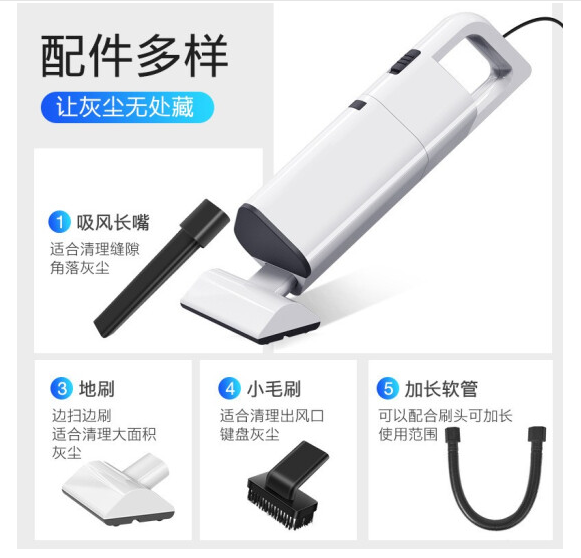 配件多样
让灰尘无处藏
1 吸风长嘴
适合清理缝隙
角落灰尘
3 地刷
边扫边刷
适合清理大面积
灰尘
4 小毛刷
适合清理出风口
键盘灰尘
5 加长软管
可以配合刷头可加长
使用范围